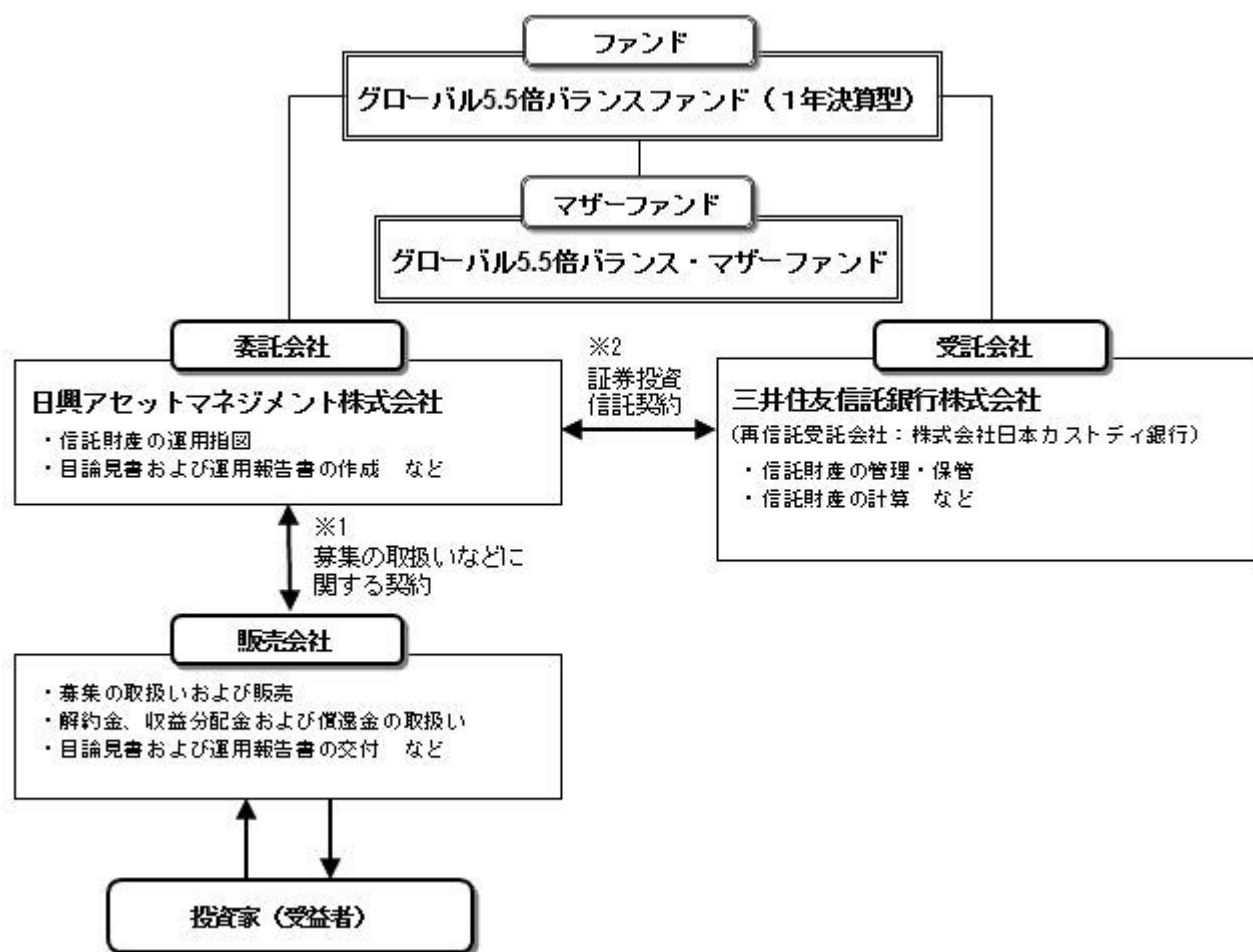 ファンド
グローバル5.5倍バランスファンド（１年決算型）
マザーファンド
グローバル5.5倍バランス・マザーファンド
委託会社
日興アセットマネジメント株式会社
・信託財産の運用指図
・目論見書および運用報告書の作成　など
※2
証券投資
信託契約
受託会社
三井住友信託銀行株式会社
（再信託受託会社：株式会社日本カストディ銀行）
・信託財産の管理・保管
・信託財産の計算　など
※1
募集の取扱いなどに
関する契約
販売会社
・募集の取扱いおよび販売
・解約金、収益分配金および償還金の取扱い
・目論見書および運用報告書の交付　など
投資家（受益者）